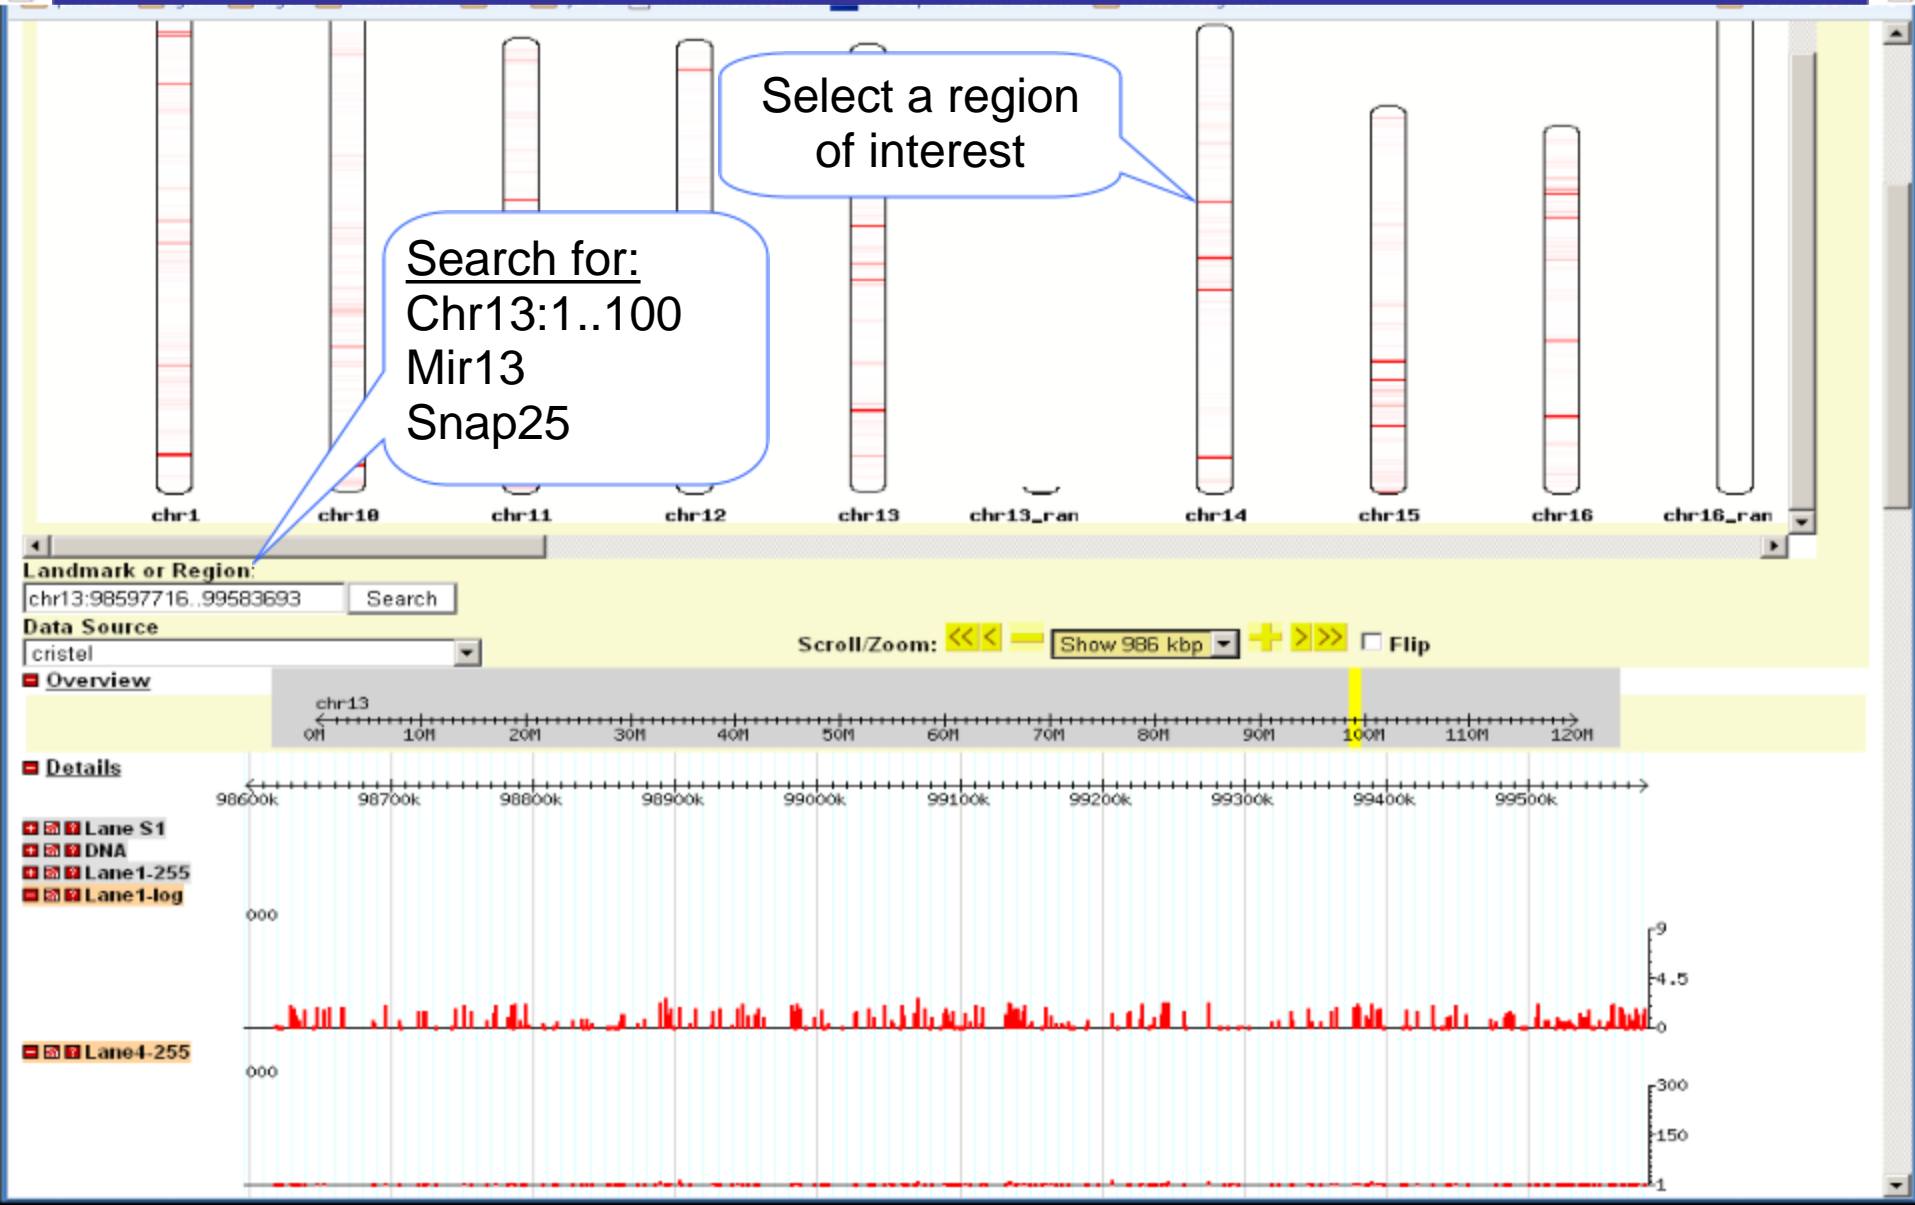 Select a region
of interest
Search for:
Chr13:1..100
Mir13
Snap25
chr1 chr10 chr11 chr12 chr13 chr13_ran chr14 chr15 chr16 chr16_ran
Landmark or Region:
chr13:98597716..99583693 Search
Data Source
cristel
Scroll/Zoom: << < Show 986 kbp > >> Flip
Overview
chr13
0M 10M 20M 30M 40M 50M 60M 70M 80M 90M 100M 110M 120M
Details
98600k 98700k 98800k 98900k 99000k 99100k 99200k 99300k 99400k 99500k
Lane S1
DNA
Lane1-255
Lane1-log
000
9
4.5
0
Lane4-255
000
300
150
1